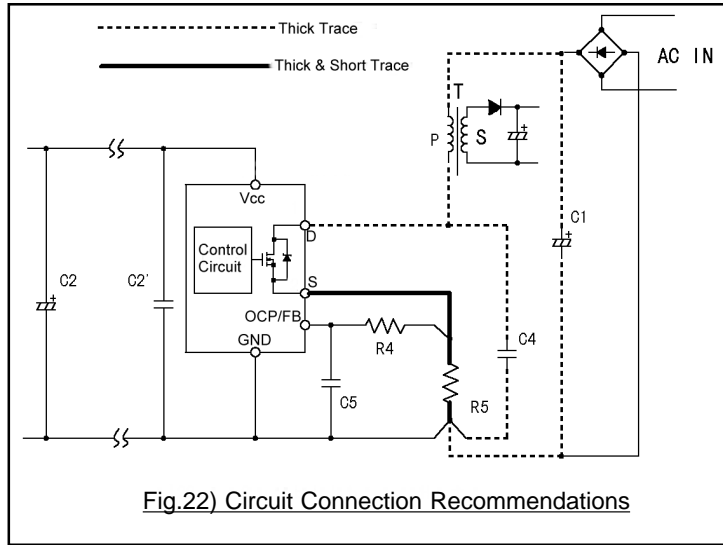 Thick Trace
Thick & Short Trace
AC IN
T
P
S
C1
Vcc
D
Control
Circuit
S
C2
C2'
OCP/FB
R4
C4
GND
C5
R5
Fig.22) Circuit Connection Recommendations